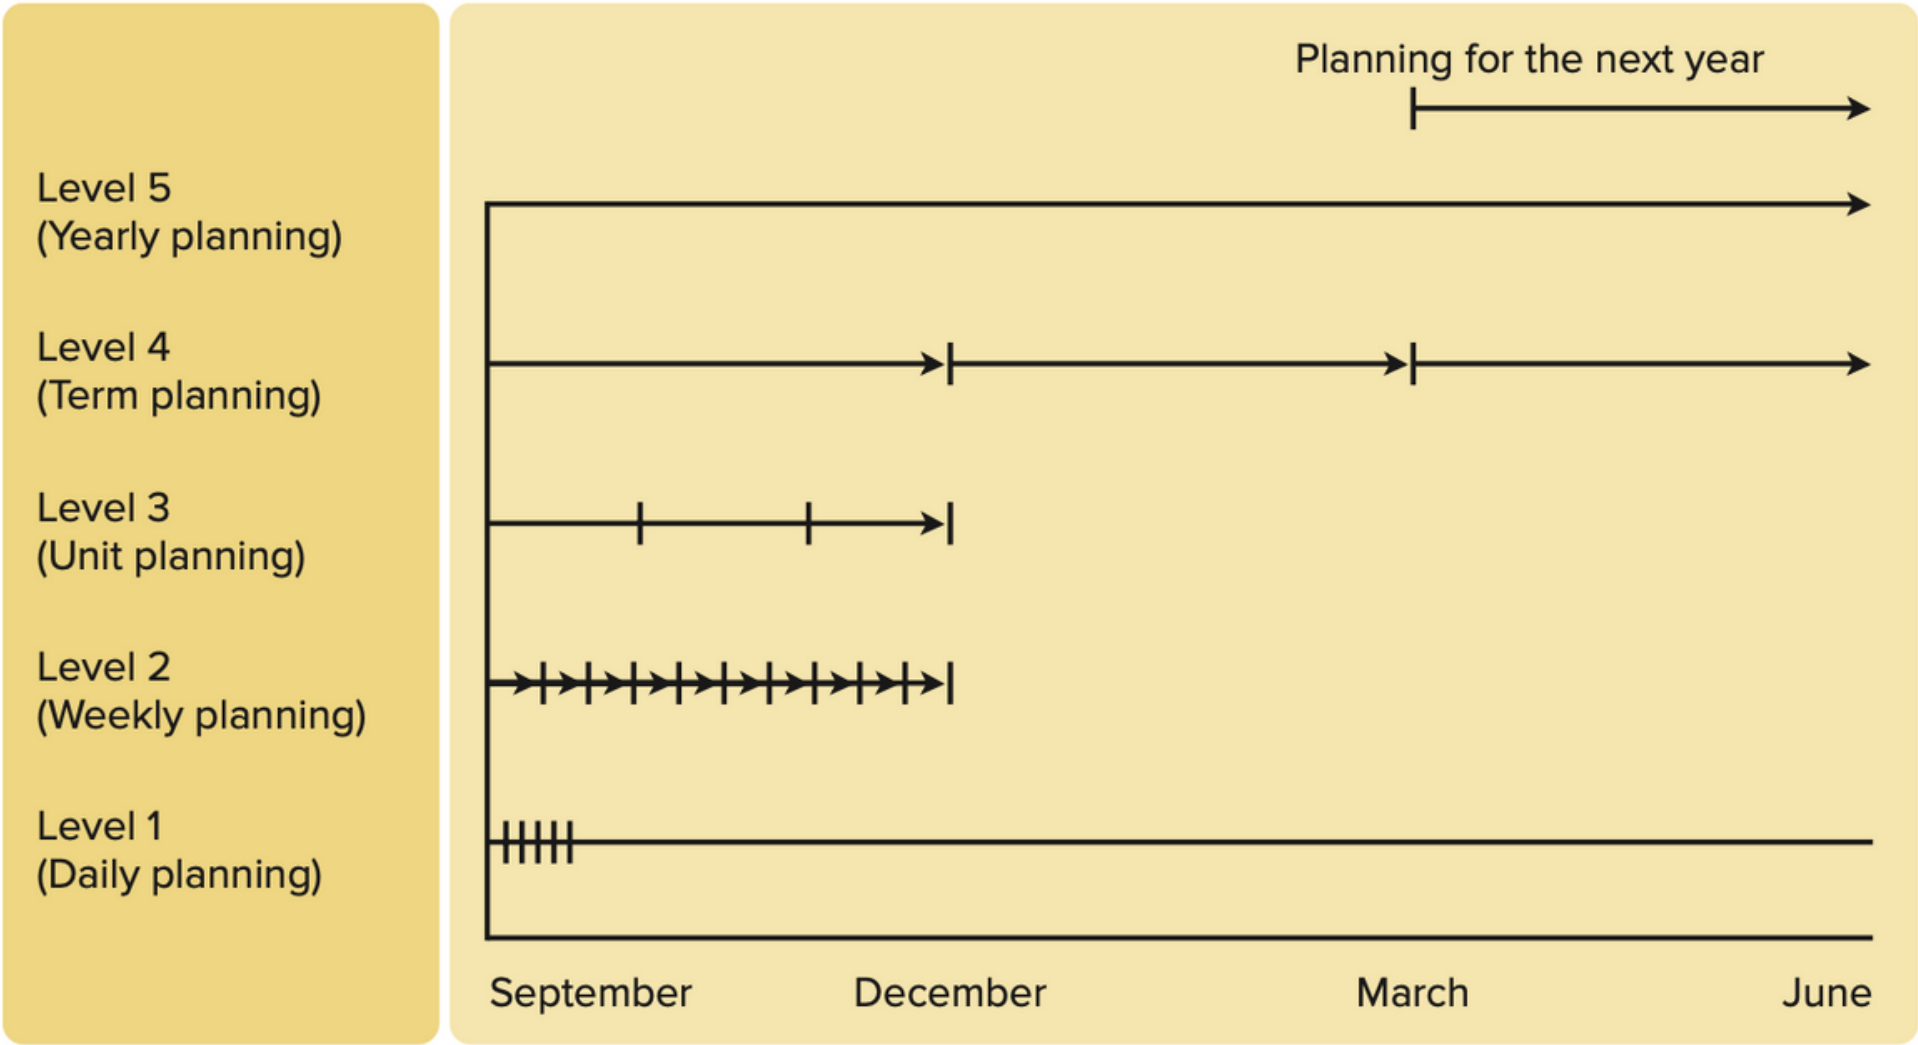 Planning for the next year
Level 5
(Yearly planning)
Level 4
(Term planning)
Level 3
(Unit planning)
Level 2
(Weekly planning)
Level 1
(Daily planning)
September December March June